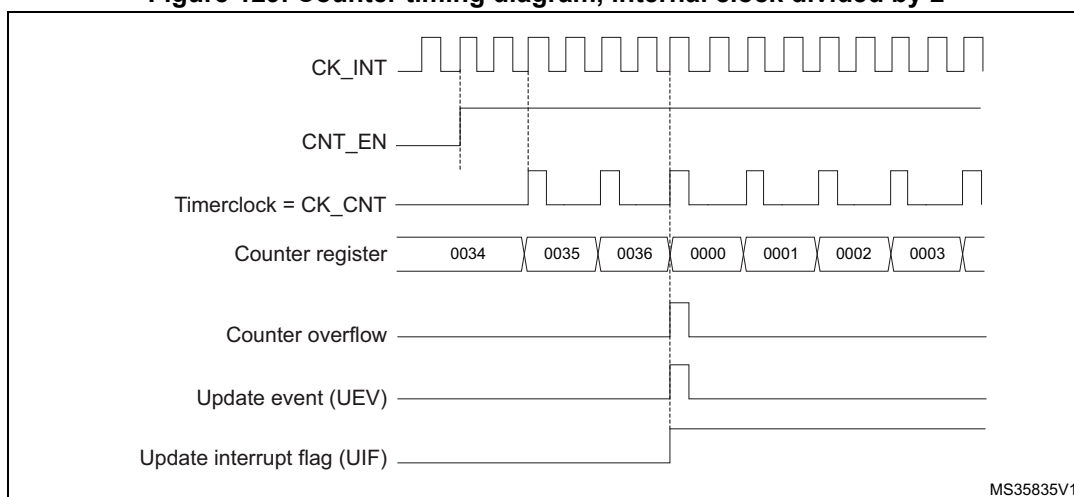 CK_INT
CNT_EN
Timerclock = CK_CNT
Counter register 0034 0035 0036 0000 0001 0002 0003
Counter overflow
Update event (UEV)
Update interrupt flag (UIF)
MS35835V1